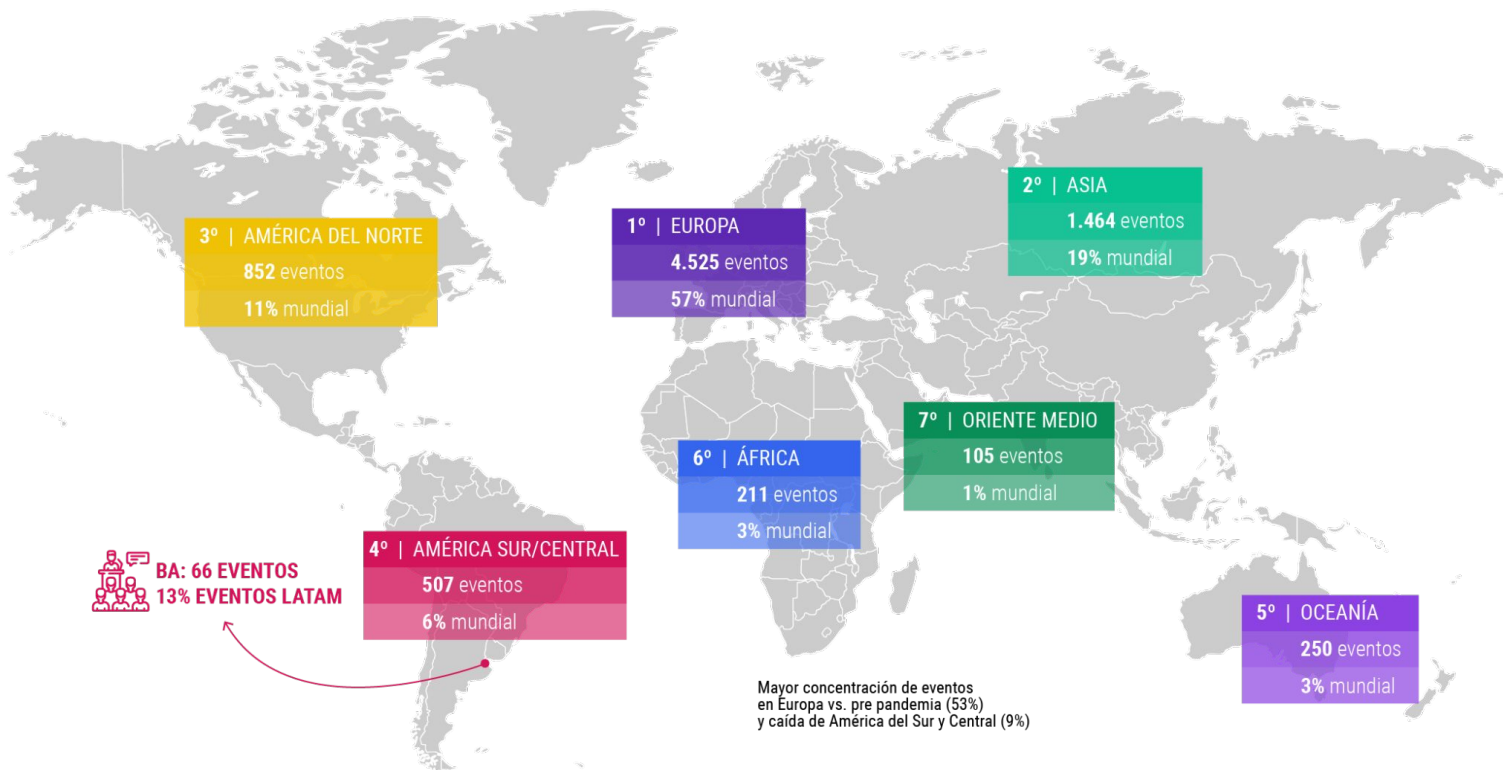 3º | AMÉRICA DEL NORTE
852 eventos
11% mundial
1º | EUROPA
4.525 eventos
57% mundial
2º | ASIA
1.464 eventos
19% mundial
6º | ÁFRICA
211 eventos
3% mundial
7º | ORIENTE MEDIO
105 eventos
1% mundial
BA: 66 EVENTOS
13% EVENTOS LATAM
4º | AMÉRICA SUR/CENTRAL
507 eventos
6% mundial
5º | OCEANÍA
250 eventos
3% mundial
Mayor concentración de eventos
en Europa vs. pre pandemia (53%)
y caída de América del Sur y Central (9%)